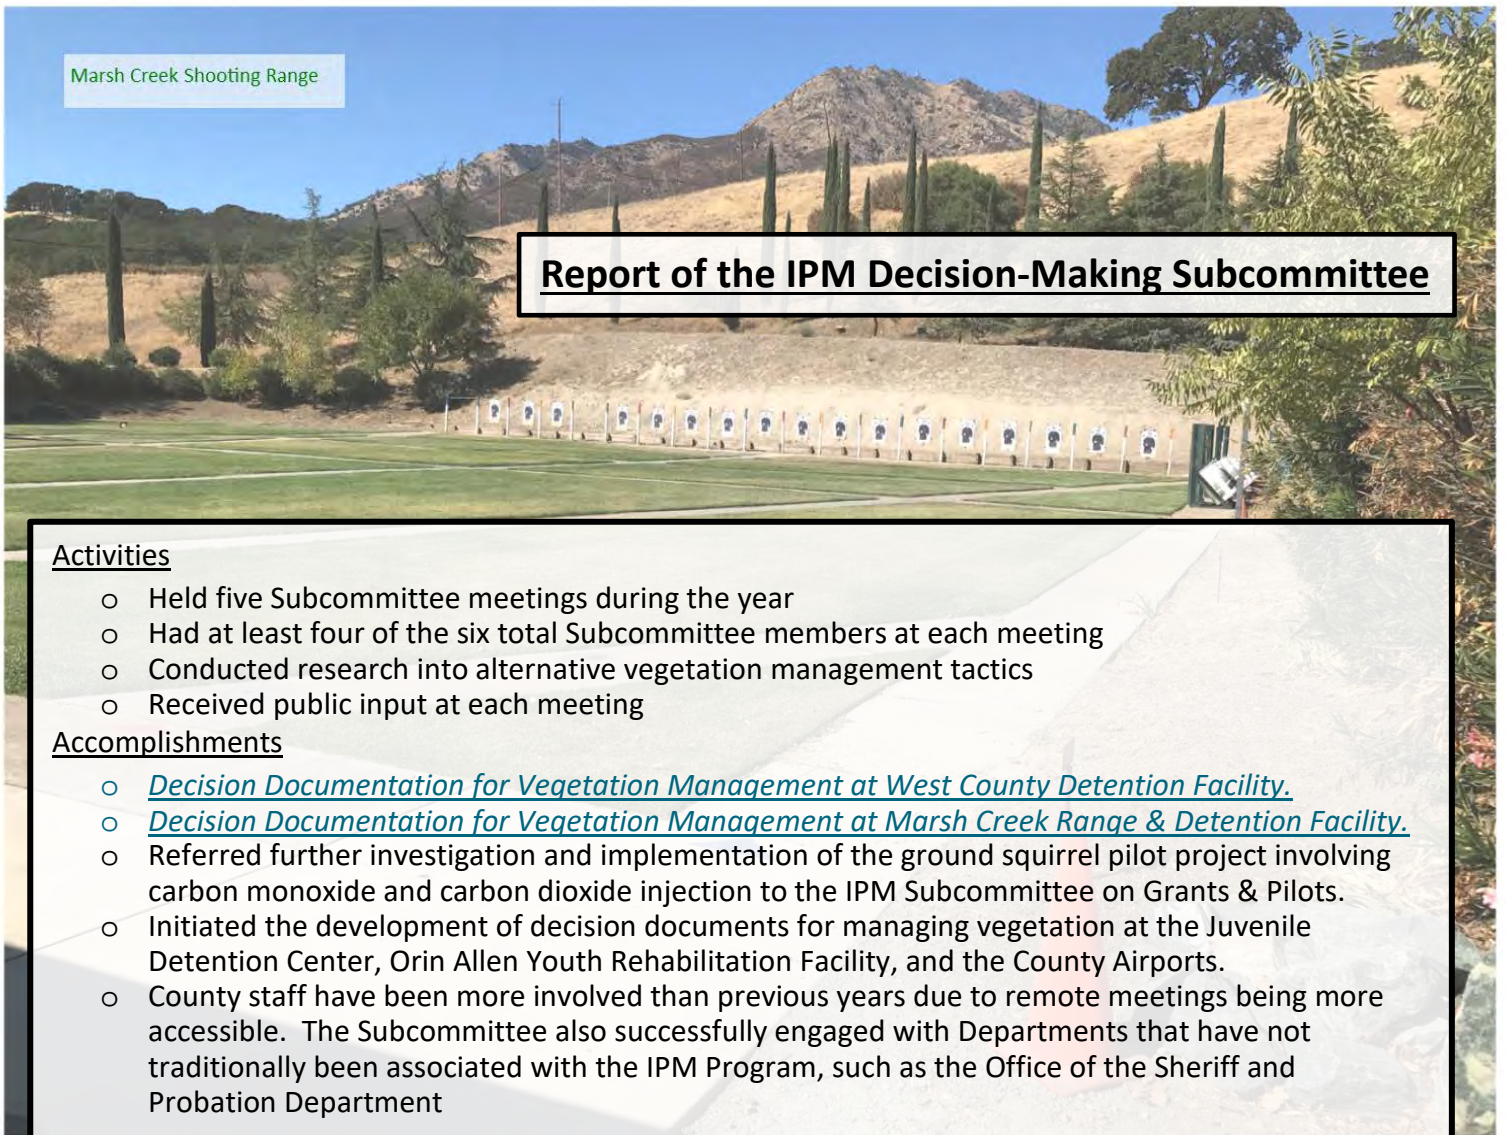 Marsh Creek Shooting Range
Report of the IPM Decision-Making Subcommittee
Activities
o Held five Subcommittee meetings during the year
o Had at least four of the six total Subcommittee members at each meeting
o Conducted research into alternative vegetation management tactics
o Received public input at each meeting
Accomplishments
o Decision Documentation for Vegetation Management at West County Detention Facility.
o Decision Documentation for Vegetation Management at Marsh Creek Range & Detention Facility.
o Referred further investigation and implementation of the ground squirrel pilot project involving
carbon monoxide and carbon dioxide injection to the IPM Subcommittee on Grants & Pilots.
o Initiated the development of decision documents for managing vegetation at the Juvenile
Detention Center, Orin Allen Youth Rehabilitation Facility, and the County Airports.
o County staff have been more involved than previous years due to remote meetings being more
accessible.  The Subcommittee also successfully engaged with Departments that have not
traditionally been associated with the IPM Program, such as the Office of the Sheriff and
Probation Department